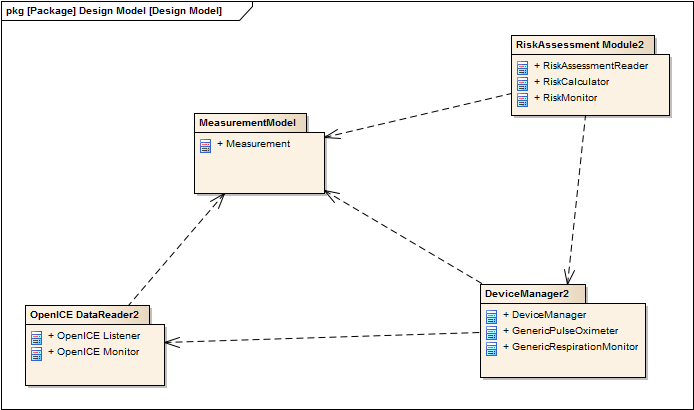 pkg [Package] Design Model [Design Model]
RiskAssessment Module2
+ RiskAssessmentReader
+ RiskCalculator
+ RiskMonitor
MeasurementModel
+ Measurement
OpenICE DataReader2
+ OpenICE Listener
+ OpenICE Monitor
DeviceManager2
+ DeviceManager
+ GenericPulseOximeter
+ GenericRespirationMonitor